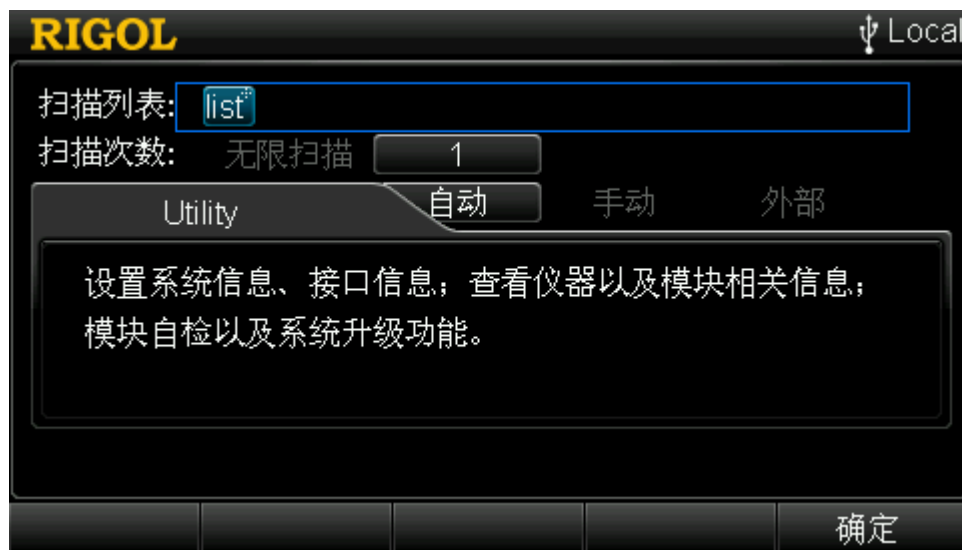 RIGOL Local
扫描列表: list
扫描次数: 无限扫描 1
Utility 自动 手动 外部
设置系统信息、接口信息；查看仪器以及模块相关信息；
模块自检以及系统升级功能。
确定